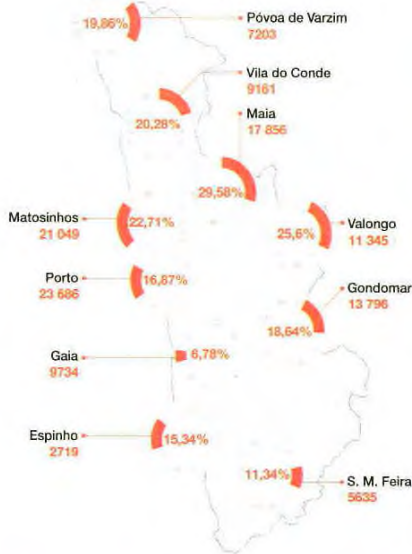 19,86%
Póvoa de Varzim
7203
Vila do Conde
9161
20,28%
Maia
17 856
29,58%
Matosinhos
21 049
22,71%
25,6%
Valongo
11 345
Porto
23 686
16,87%
Gondomar
13 796
18,64%
Gaia
9734
6,78%
Espinho
2719
15,34%
11,34%
S. M. Feira
5635